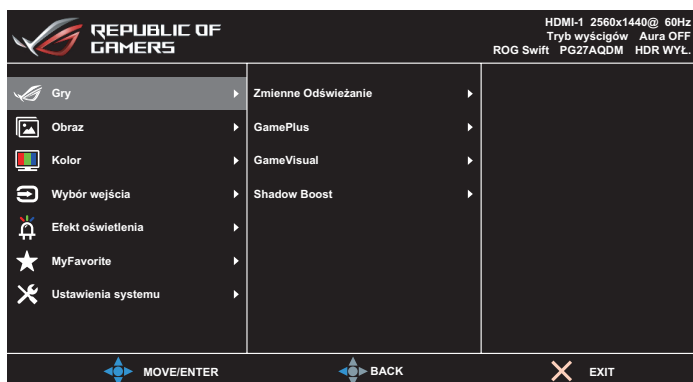 REPUBLIC OF
GAMERS
HDMI-1 2560x1440@ 60Hz
Tryb wyścigów Aura OFF
ROG Swift PG27AQDM HDR WYŁ.
Gry
Obraz
Kolor
Wybór wejścia
Efekt oświetlenia
MyFavorite
Ustawienia systemu
Zmienne Odświeżanie
GamePlus
GameVisual
Shadow Boost
MOVE/ENTER
BACK
EXIT